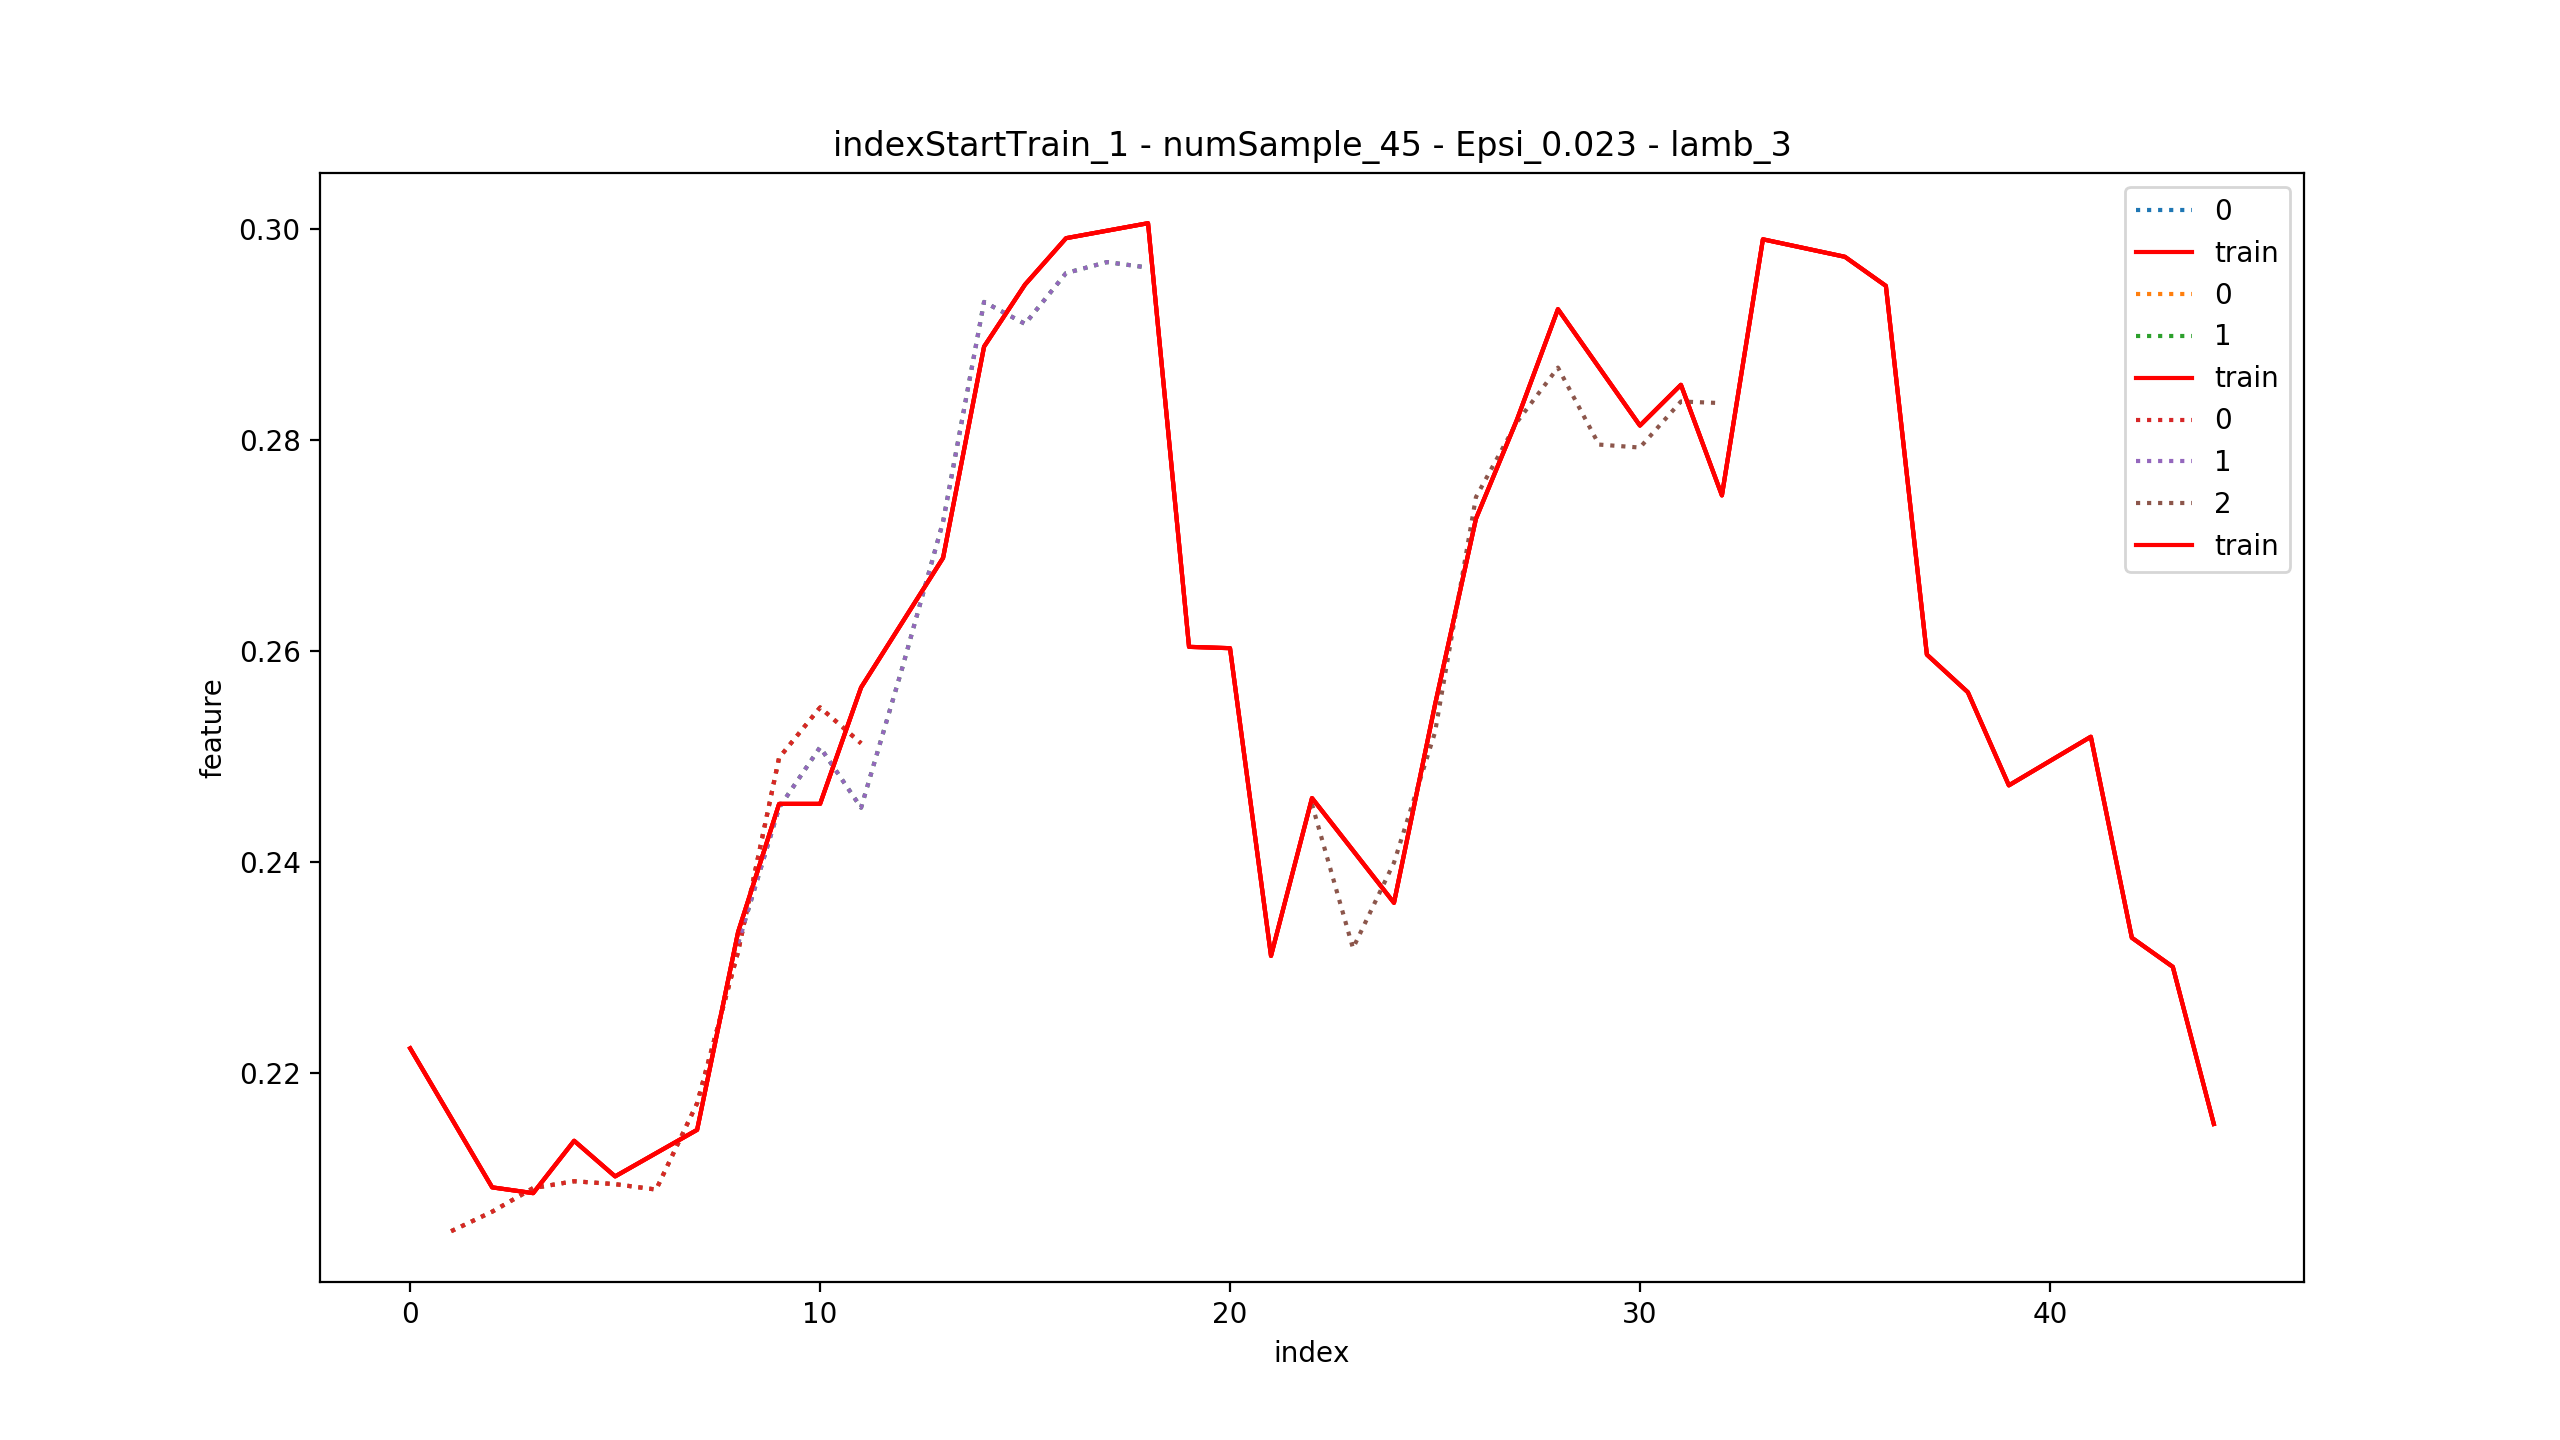 indexStartTrain_1 - numSample_45 - Epsi_0.023 - lamb_3
0
train
0
1
train
0
1
2
train
0.30
0.28
0.26
0.24
0.22
feature
0 10 20 30 40
index